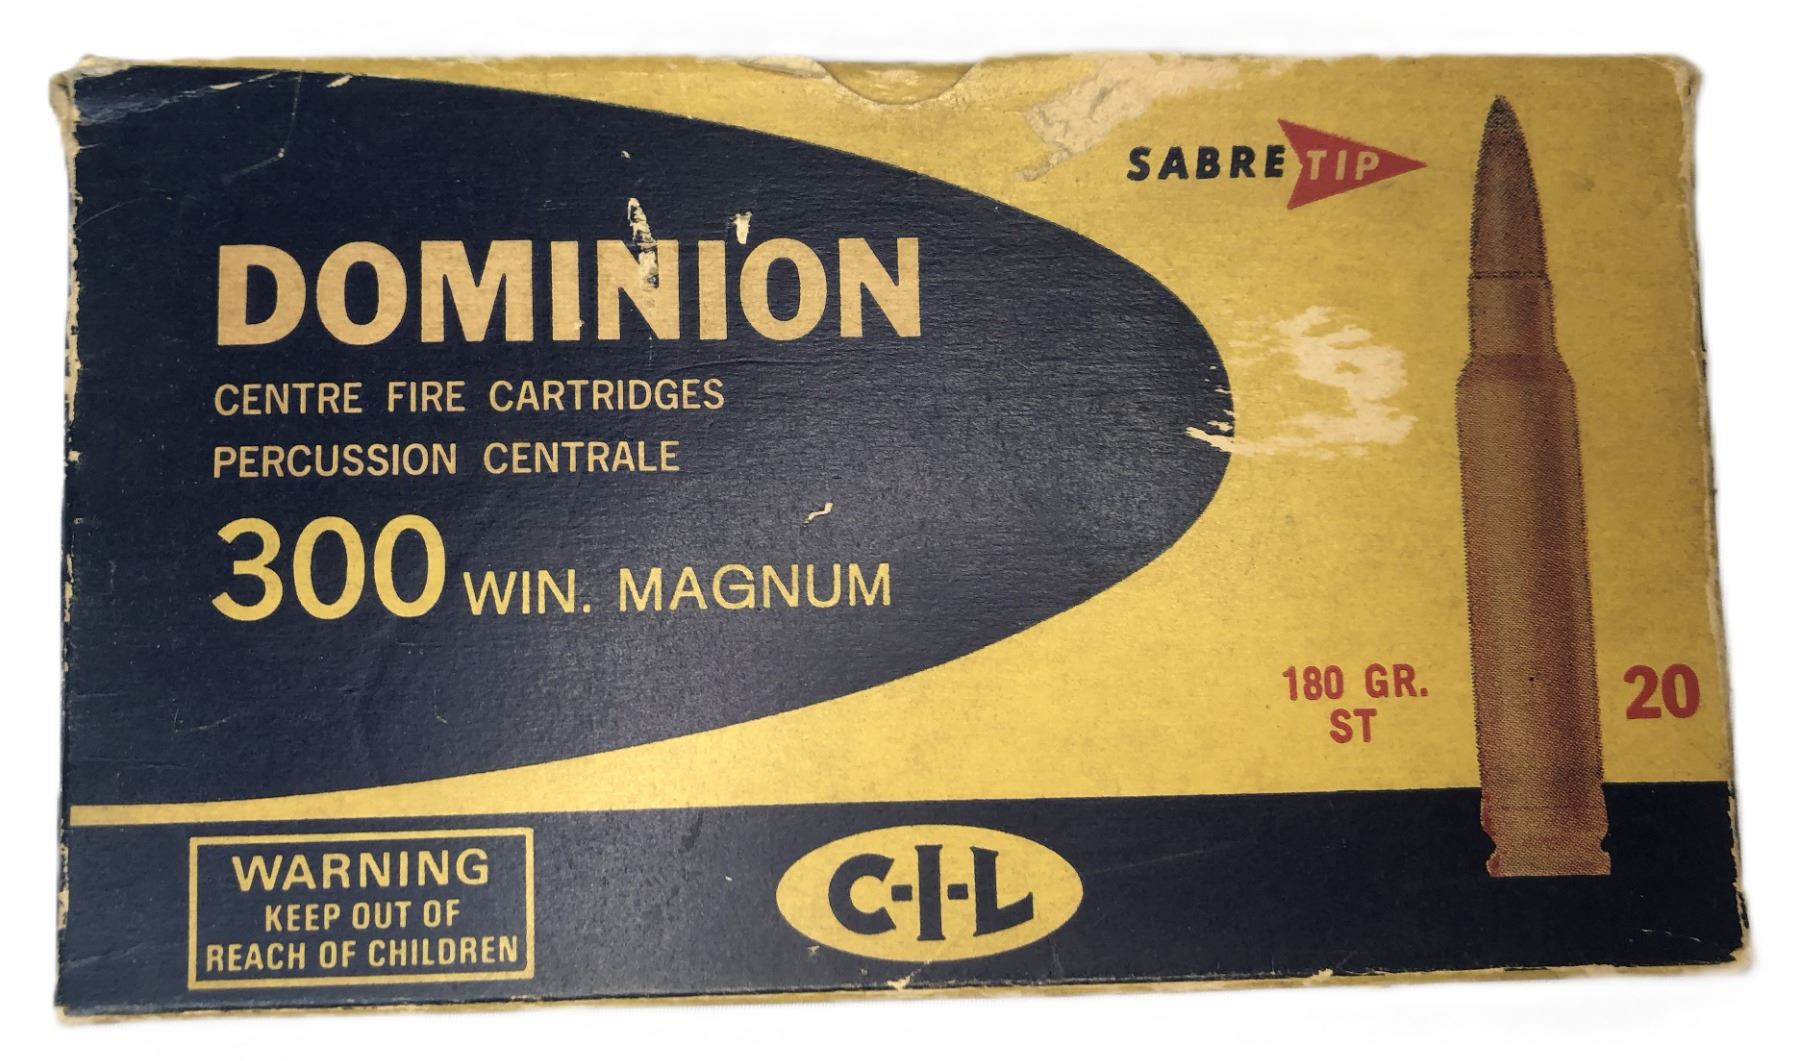 SABRE TIP
DOMINION
CENTRE FIRE CARTRIDGES
PERCUSSION CENTRALE
300 WIN. MAGNUM
180 GR.
ST
20
WARNING
KEEP OUT OF
REACH OF CHILDREN
C-I-L